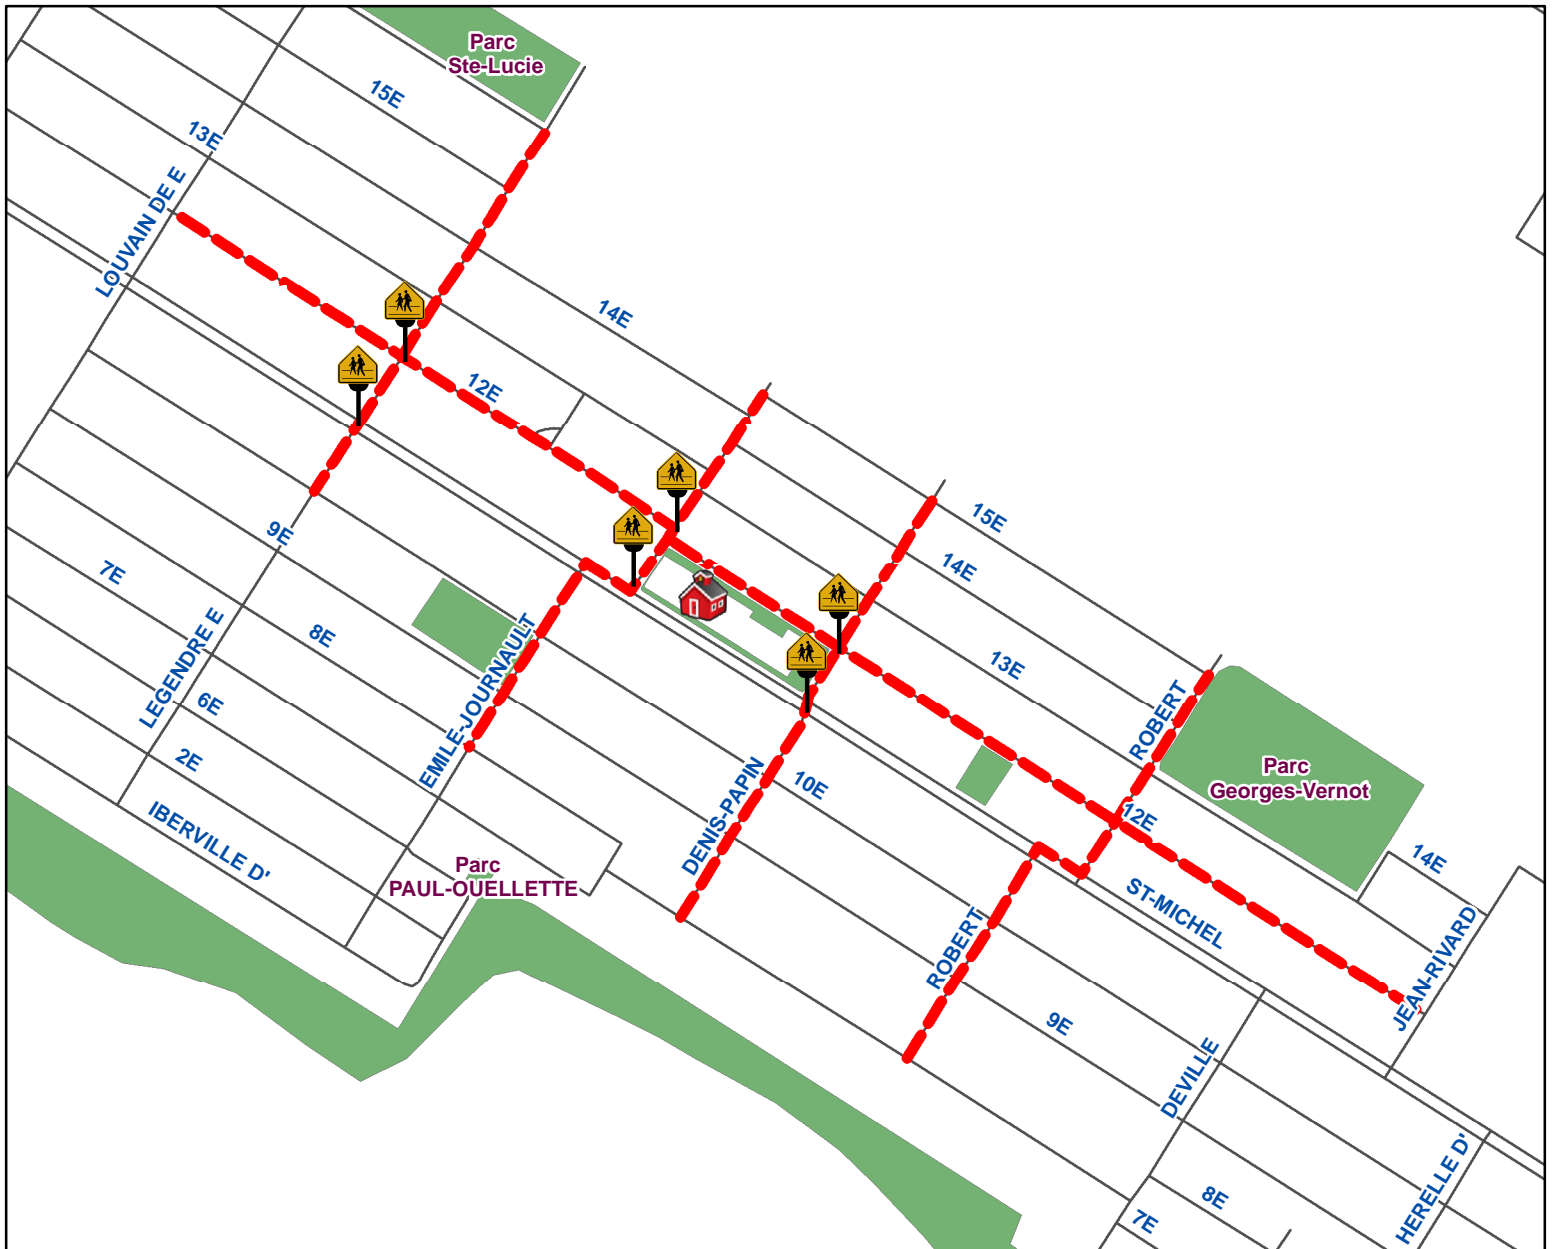 Parc
Ste-Lucie
15E
13E
LOUVAIN DE E
14E
12E
15E
14E
9E
7E
8E
13E
LEGENDRE E
EMILE-JOURNAULT
ROBERT
6E
2E
Parc
Georges-Vernot
DENIS-PAPIN
10E
IBERVILLE D'
12E
Parc
PAUL-OUELLETTE
14E
ST-MICHEL
ROBERT
JEAN-RIVARD
9E
DEVILLE
HERELLE D'
8E
7E